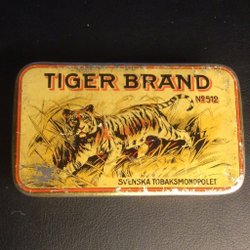 TIGER BRAND
No 512
SVENSKA TOBAKSMONOPOLET